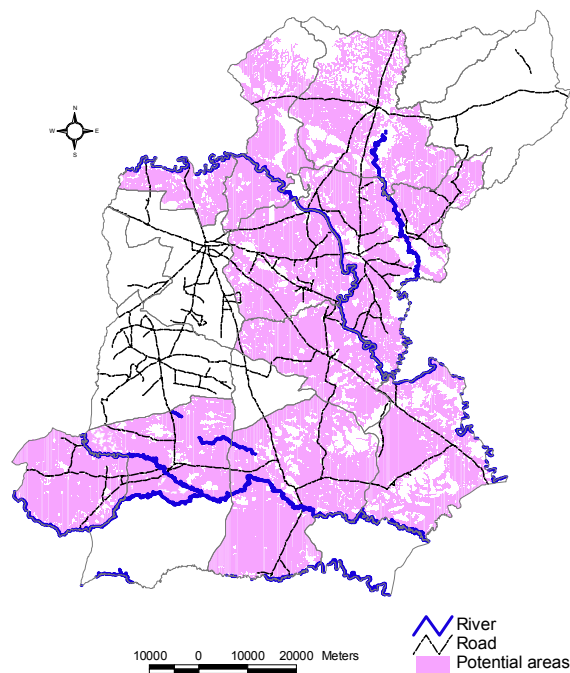 N
W E
S
10000 0 10000 20000 Meters
River
Road
Potential areas